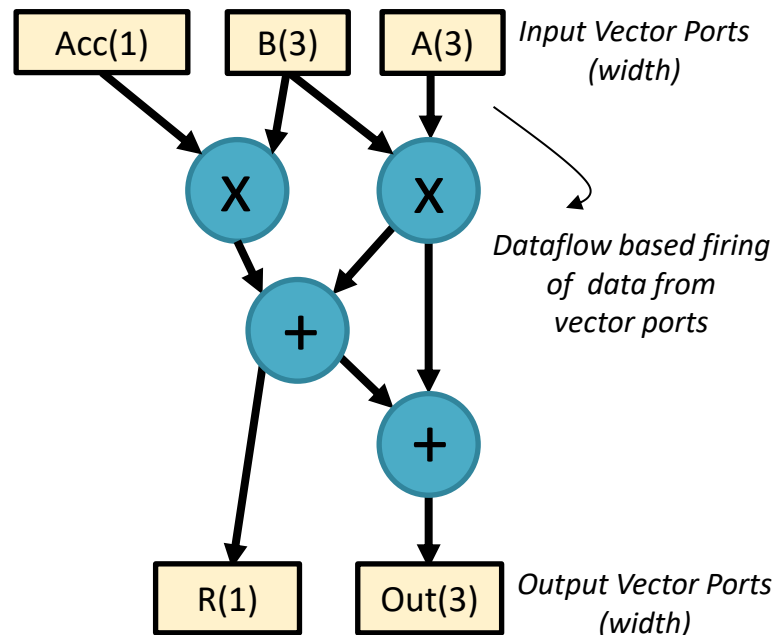 Acc(1)
B(3)
A(3)
Input Vector Ports
(width)
X
X
Dataflow based firing
of data from
vector ports
+
+
R(1)
Out(3)
Output Vector Ports
(width)